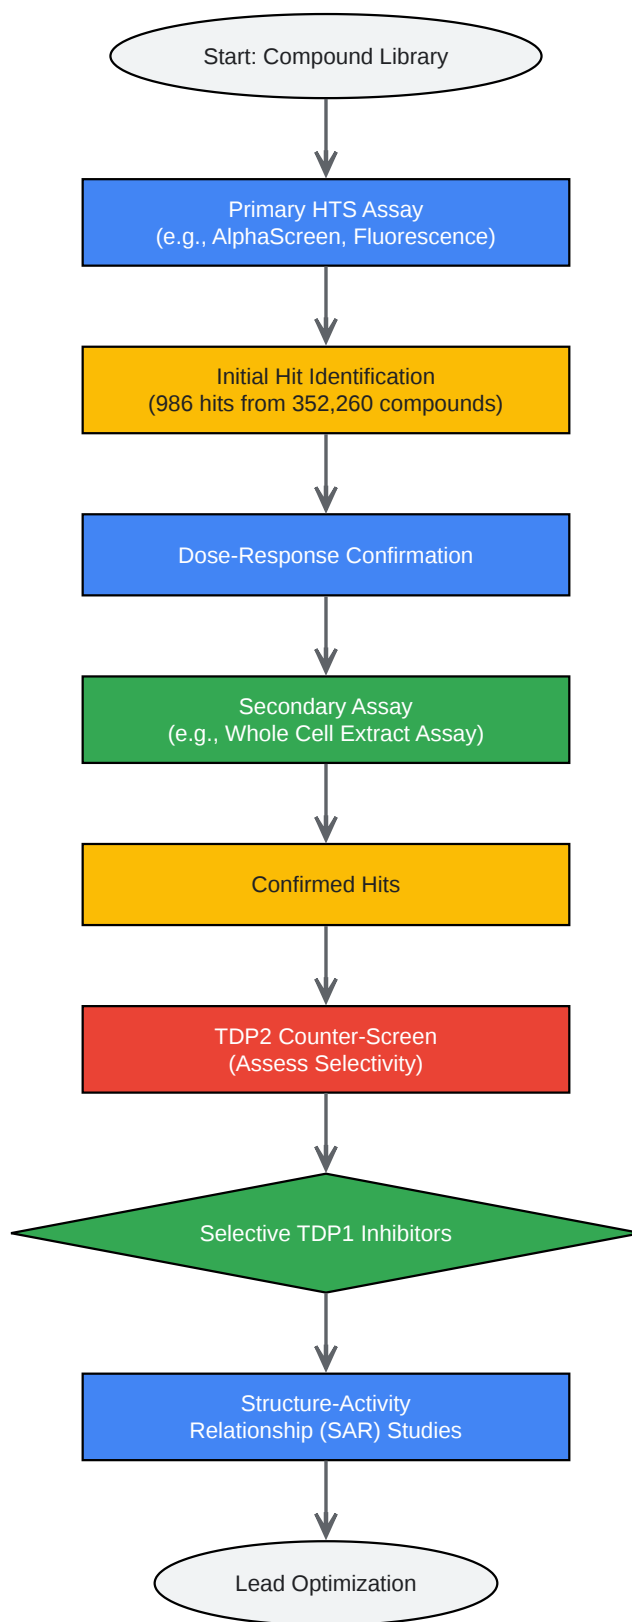 Start: Compound Library
Primary HTS Assay
(e.g., AlphaScreen, Fluorescence)
Initial Hit Identification
(986 hits from 352,260 compounds)
Dose-Response Confirmation
Secondary Assay
(e.g., Whole Cell Extract Assay)
Confirmed Hits
TDP2 Counter-Screen
(Assess Selectivity)
Selective TDP1 Inhibitors
Structure-Activity
Relationship (SAR) Studies
Lead Optimization